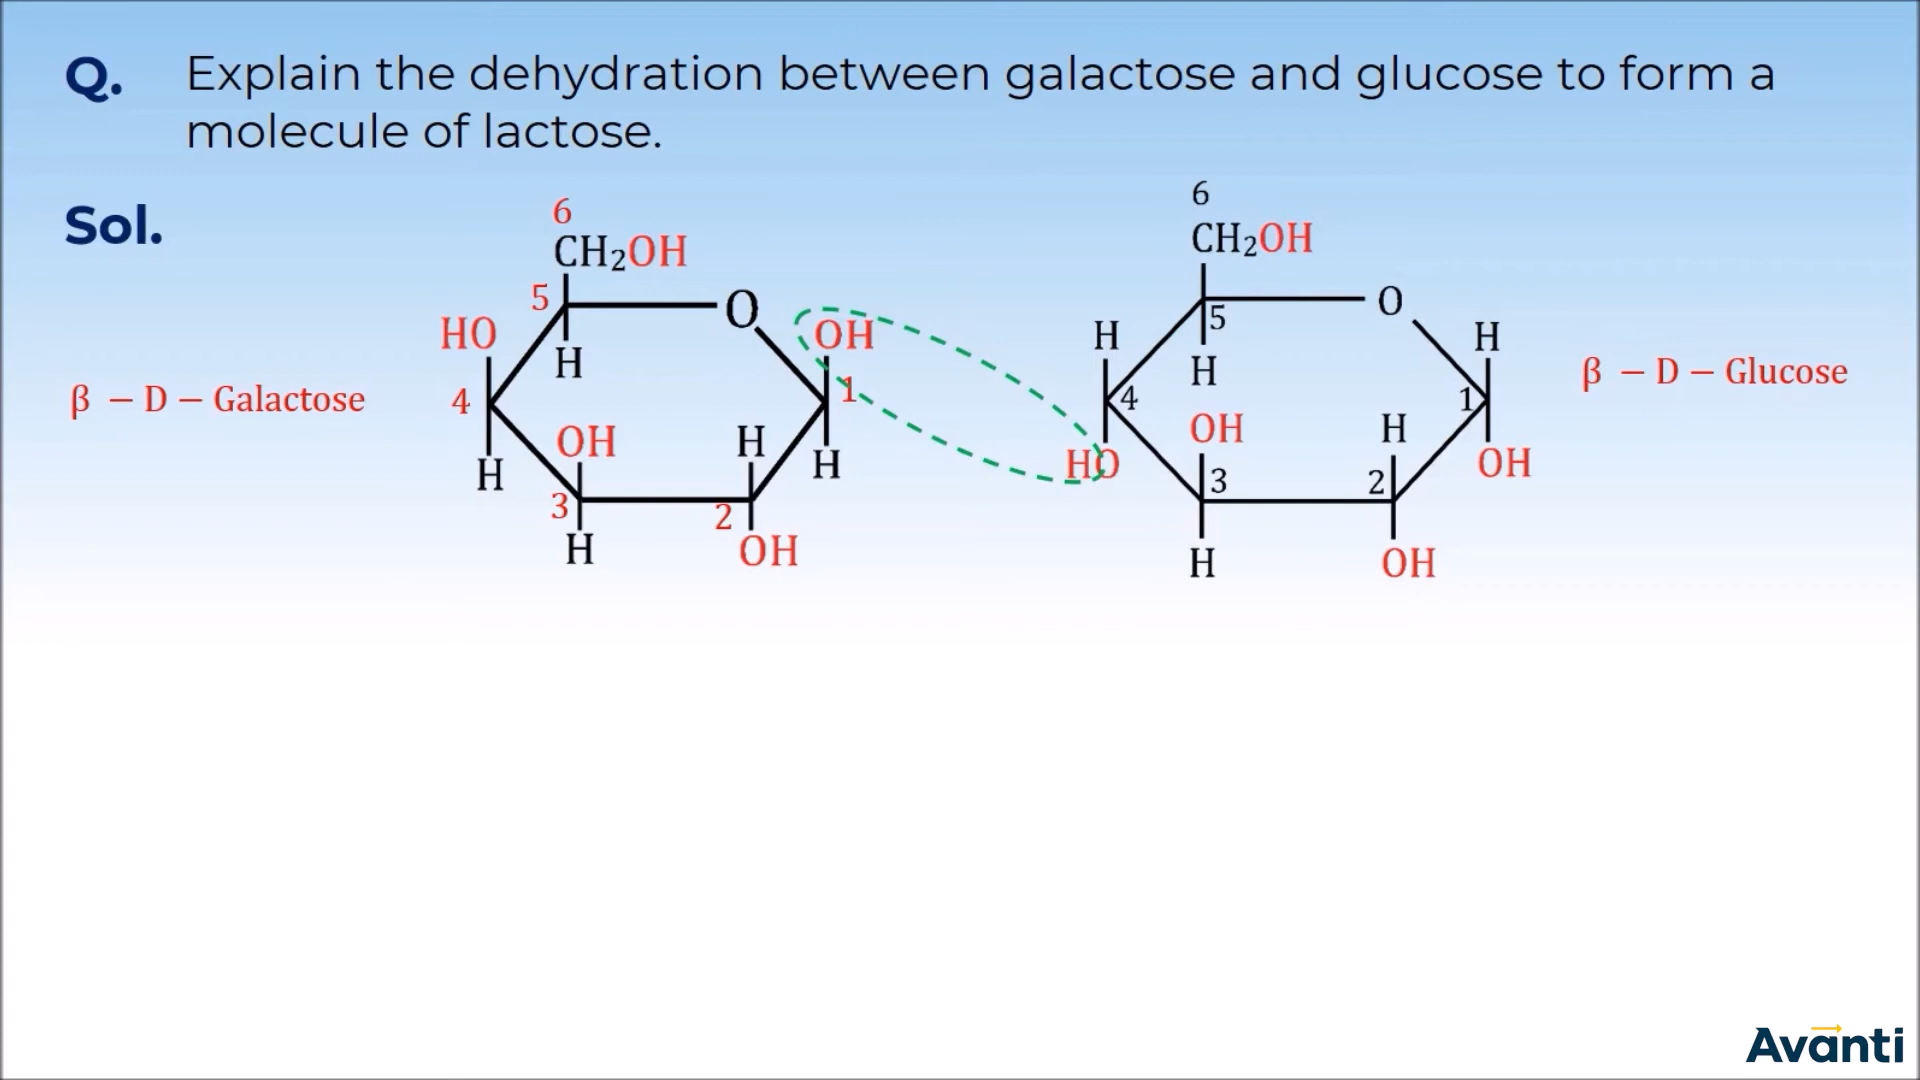 Q. Explain the dehydration between galactose and glucose to form a
molecule of lactose.
Sol.
β – D – Galactose
6
CH₂OH
5
O
HO
H
OH
4
1
OH
H
H
H
3
2
H
OH
6
CH₂OH
5
O
H
H
H
4
1
OH
H
HO
OH
3
2
H
OH
β – D – Glucose
Avanti